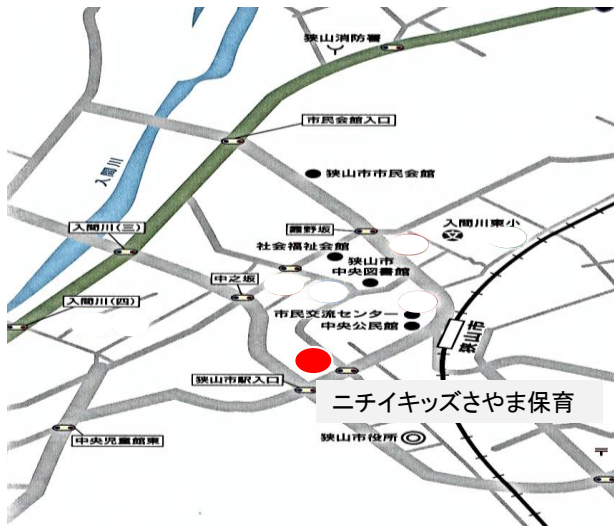 狭山消防署
市民会館入口
入間川
狭山市市民会館
入間川(三)
霞野坂
入間川東小
社会福祉会館
狭山市
中央図書館
中之坂
入間川(四)
市民交流センター
中央公民館
狭山市
狭山市駅入口
ニチイキッズさやま保育
中央児童館東
狭山市役所
〒